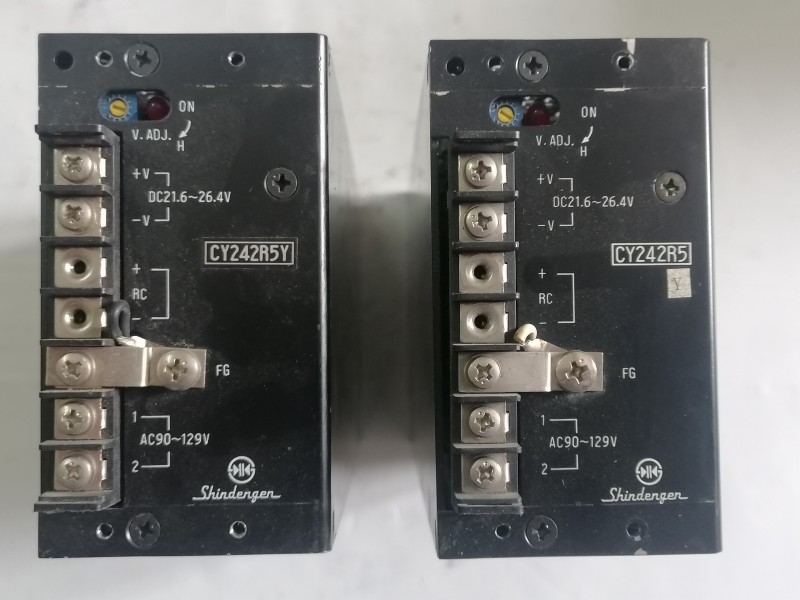 ON
V. ADJ.
H
+V
DC21.6~26.4V
-V
CY242R5Y
+
RC
-
FG
1
AC90~129V
2
Shindengen
ON
V. ADJ.
H
+V
DC21.6~26.4V
-V
CY242R5
Y
+
RC
-
FG
1
AC90~129V
2
Shindengen